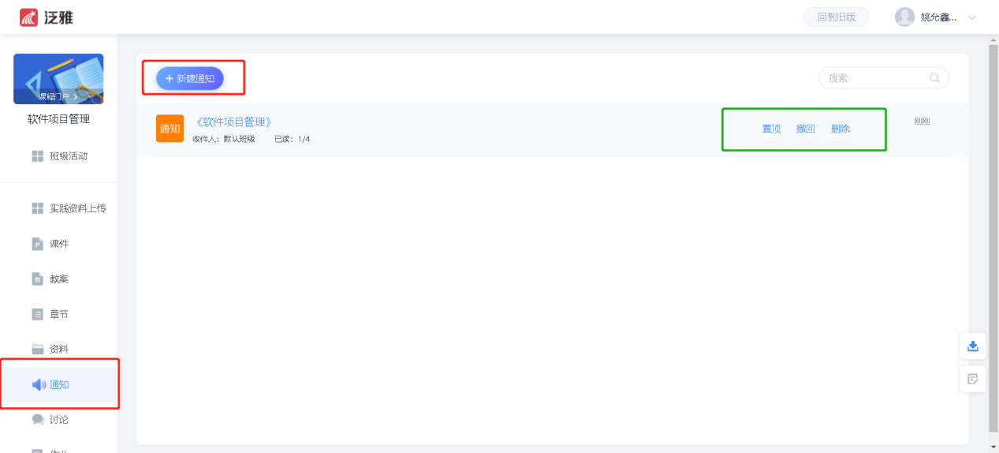 泛雅
回到旧版
姚允鑫...
课程门户 >
软件项目管理
班级活动
实践资料上传
课件
教案
章节
资料
通知
讨论
+ 新建通知
搜索
通知
《软件项目管理》
收件人: 默认班级 已读: 1/4
置顶 撤回 删除
刚刚